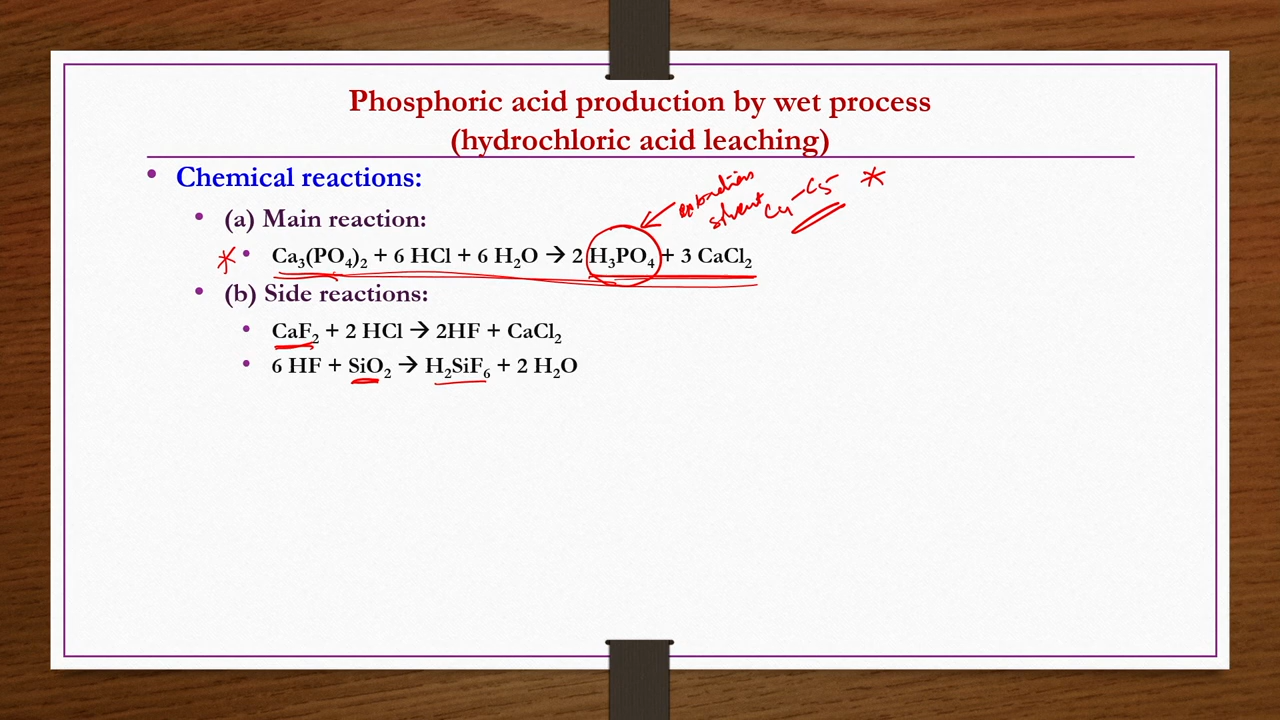 Phosphoric acid production by wet process
(hydrochloric acid leaching)
• Chemical reactions:
extraction
solvent C₄-C₅ *
• (a) Main reaction:
* • Ca₃(PO₄)₂ + 6 HCl + 6 H₂O → 2 H₃PO₄ + 3 CaCl₂
• (b) Side reactions:
• CaF₂ + 2 HCl → 2HF + CaCl₂
• 6 HF + SiO₂ → H₂SiF₆ + 2 H₂O